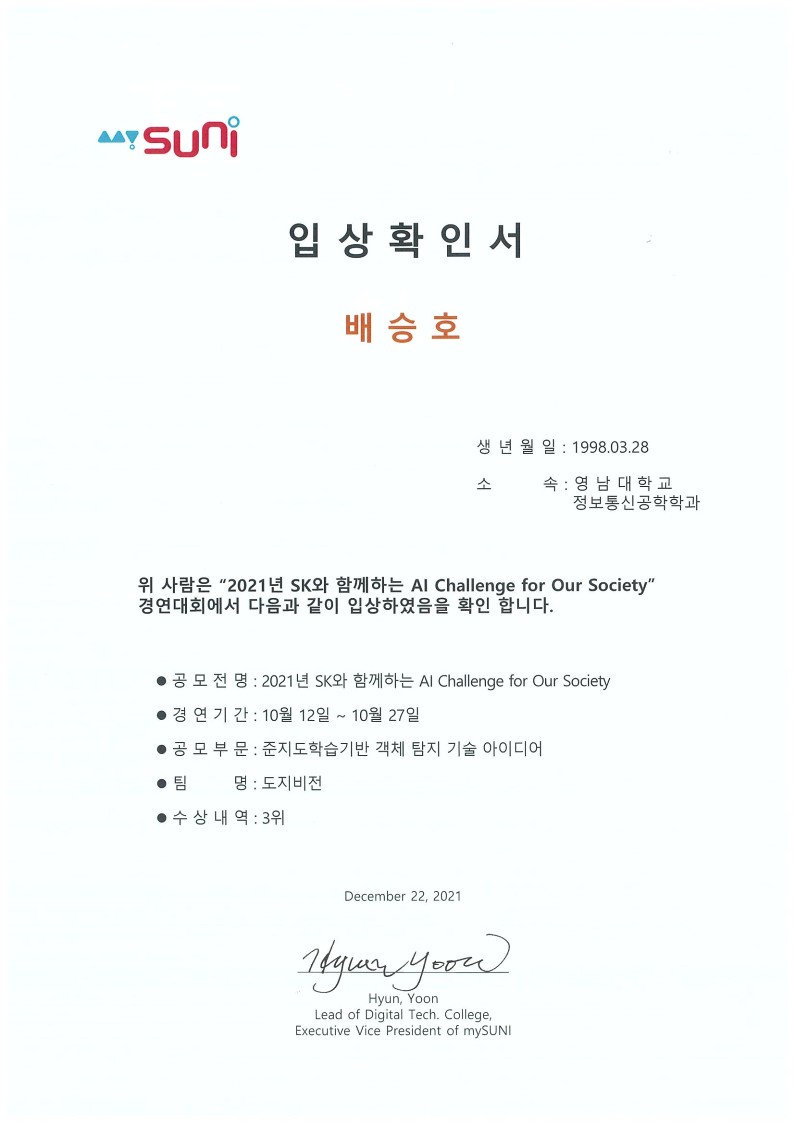 mySUNI
입상확인서
배승호
생년월일 : 1998.03.28
소 속 : 영남대학교
정보통신공학학과
위 사람은 “2021년 SK와 함께하는 AI Challenge for Our Society”
경연대회에서 다음과 같이 입상하였음을 확인 합니다.
● 공모전명 : 2021년 SK와 함께하는 AI Challenge for Our Society
● 경연기간 : 10월 12일 ~ 10월 27일
● 공모부문 : 준지도학습기반 객체 탐지 기술 아이디어
● 팀 명 : 도지비전
● 수상내역 : 3위
December 22, 2021
Hyun Yoon
Hyun, Yoon
Lead of Digital Tech. College,
Executive Vice President of mySUNI